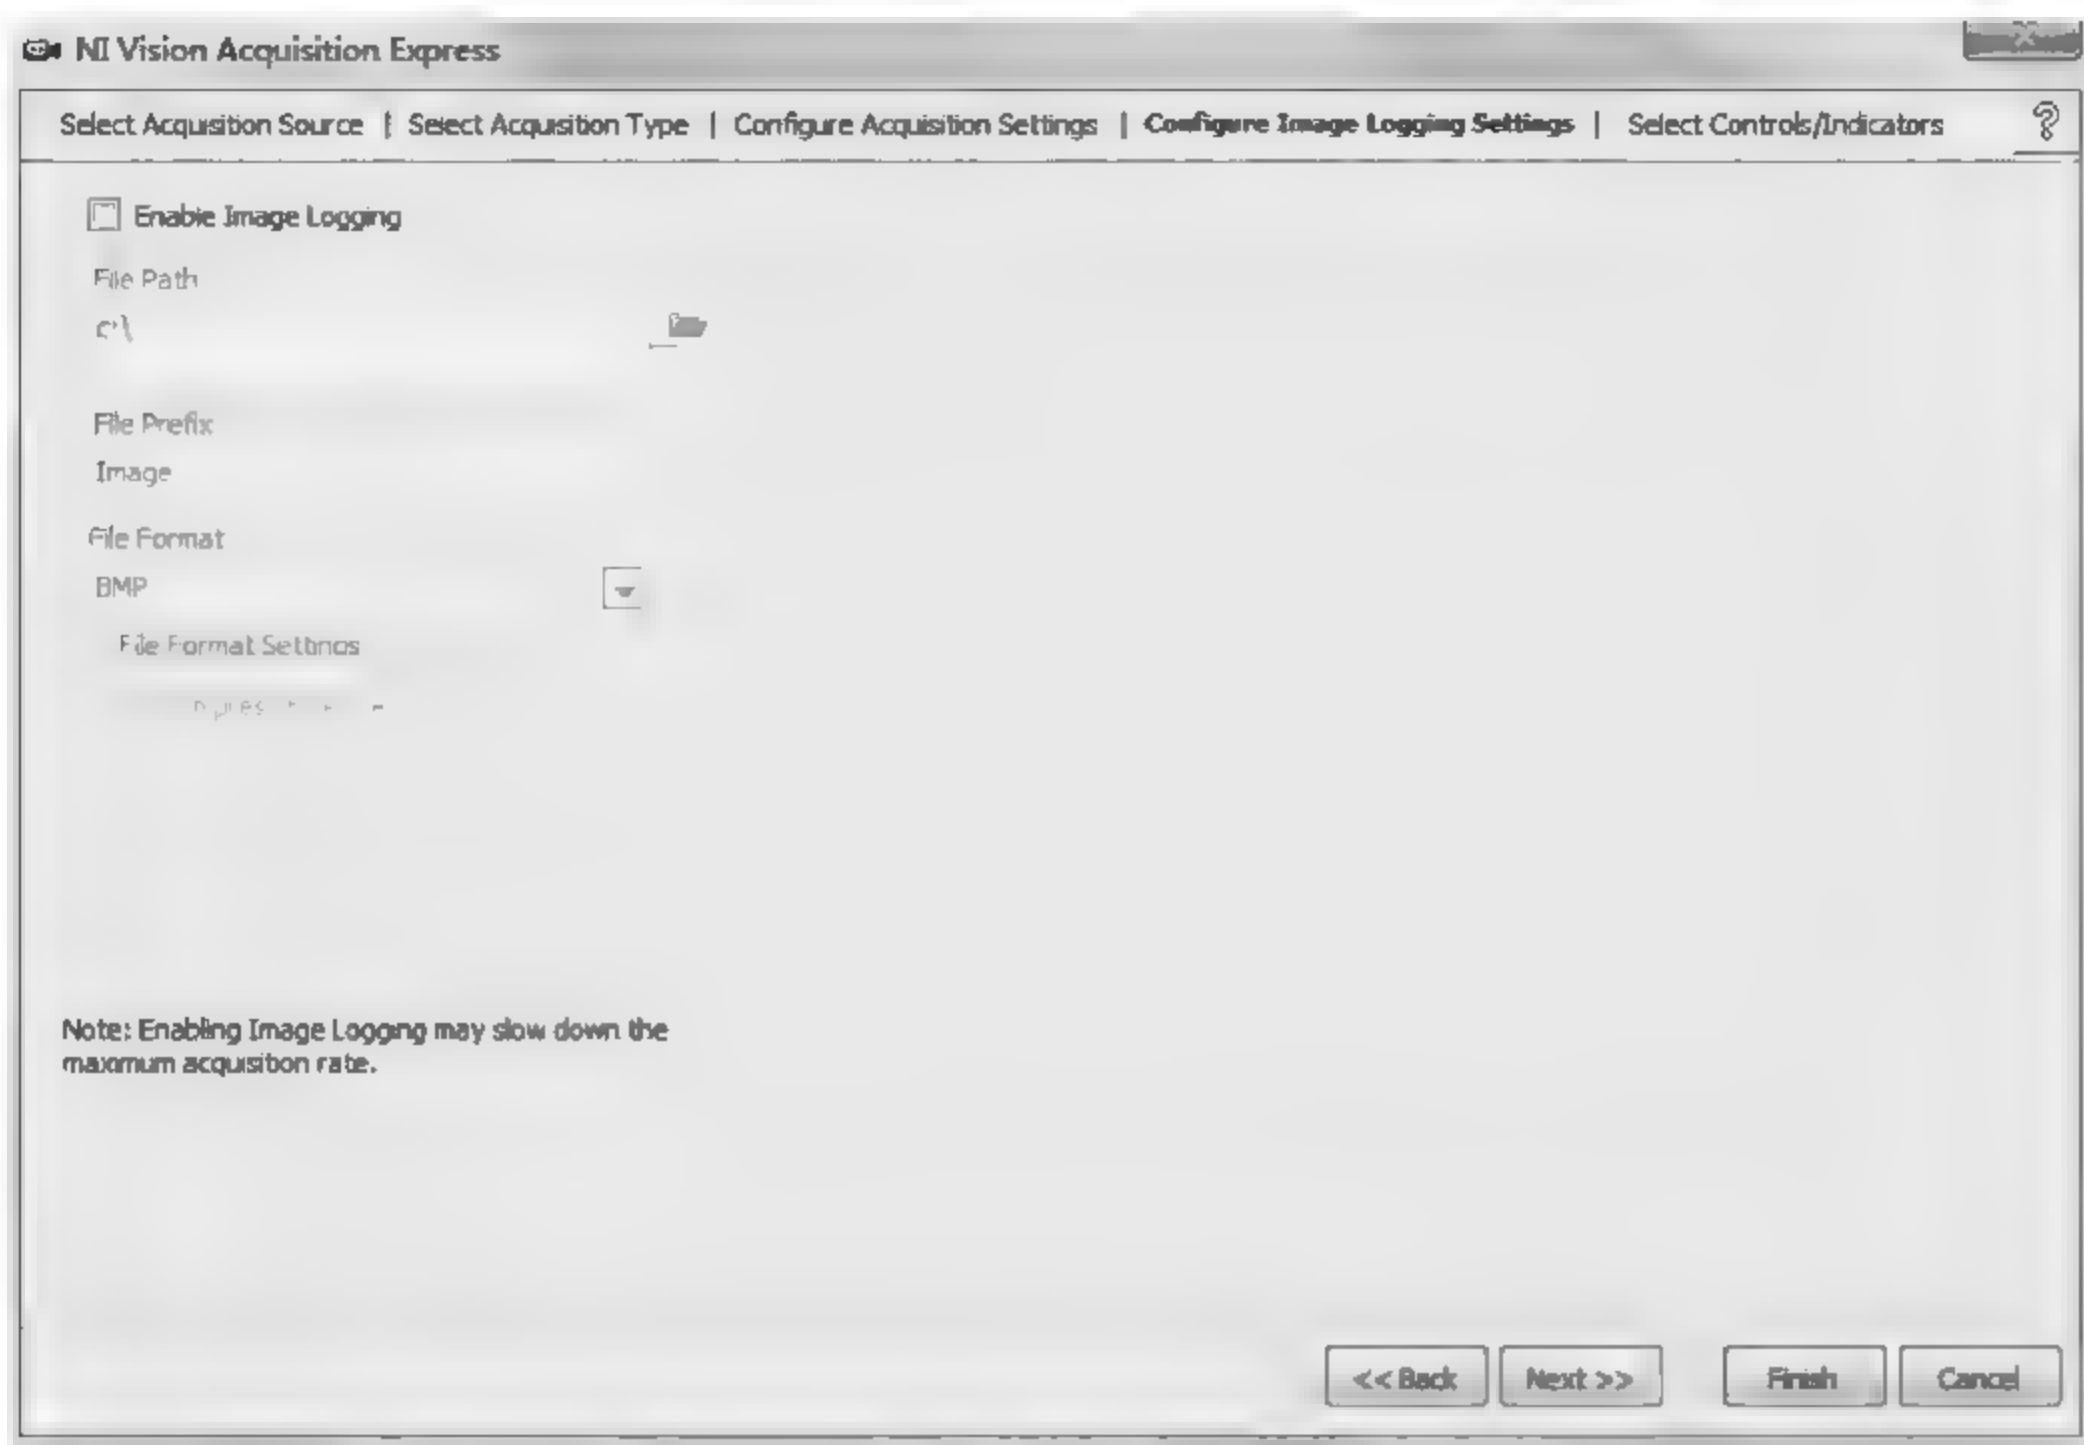 NI Vision Acquisition Express
Select Acquisition Source | Select Acquisition Type | Configure Acquisition Settings | Configure Image Logging Settings | Select Controls/Indicators
Enable Image Logging
File Path
c:\
File Prefix
Image
File Format
BMP
File Format Settings
Note: Enabling Image Logging may slow down the
maximum acquisition rate.
<< Back Next >> Finish Cancel